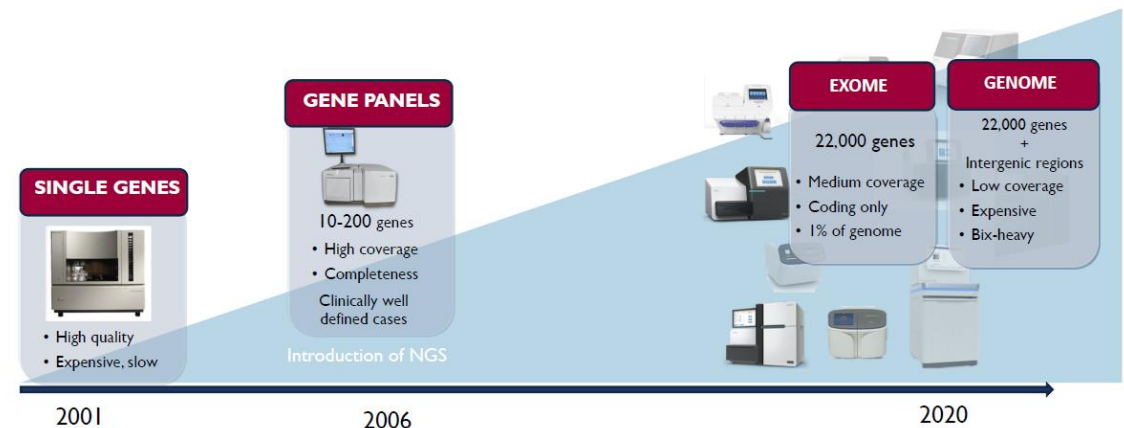 SINGLE GENES
• High quality
• Expensive, slow
GENE PANELS
10-200 genes
• High coverage
• Completeness
Clinically well
defined cases
Introduction of NGS
EXOME
22,000 genes
• Medium coverage
• Coding only
• 1% of genome
GENOME
22,000 genes
+
Intergenic regions
• Low coverage
• Expensive
• Bix-heavy
2001
2006
2020